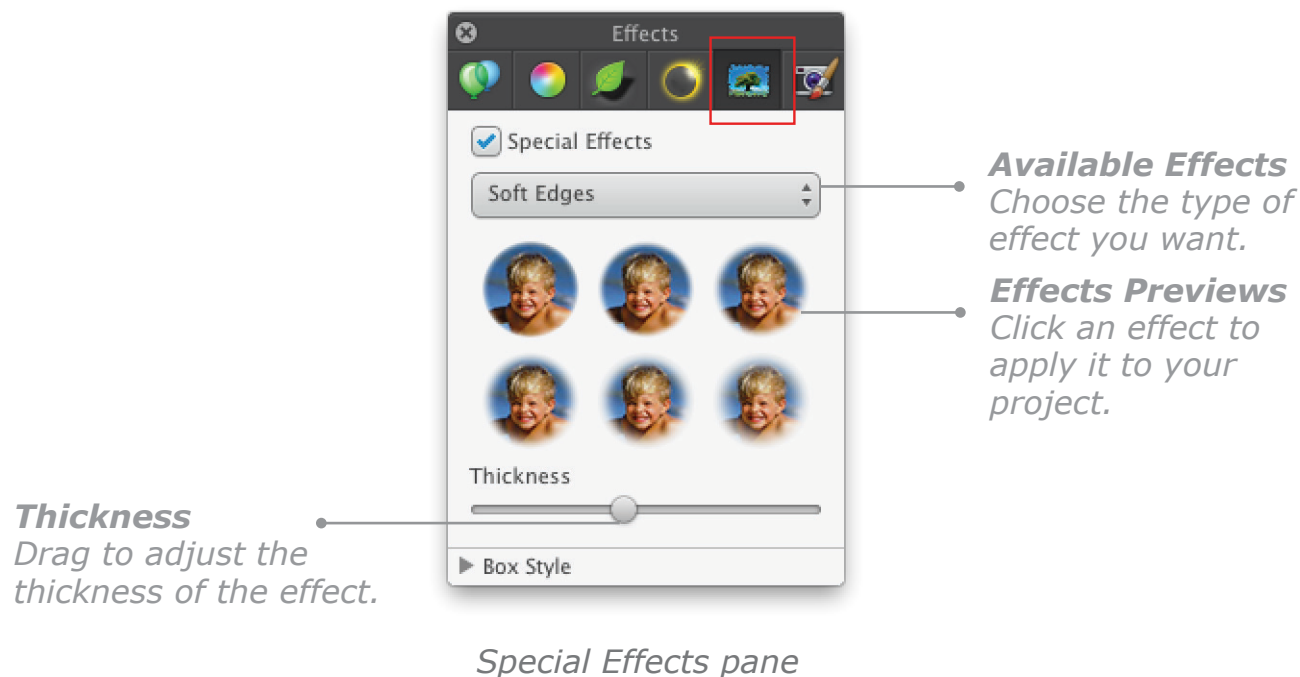 Effects
Special Effects
Soft Edges
Available Effects
Choose the type of
effect you want.
Effects Previews
Click an effect to
apply it to your
project.
Thickness
Thickness
Drag to adjust the
thickness of the effect.
Box Style
Special Effects pane